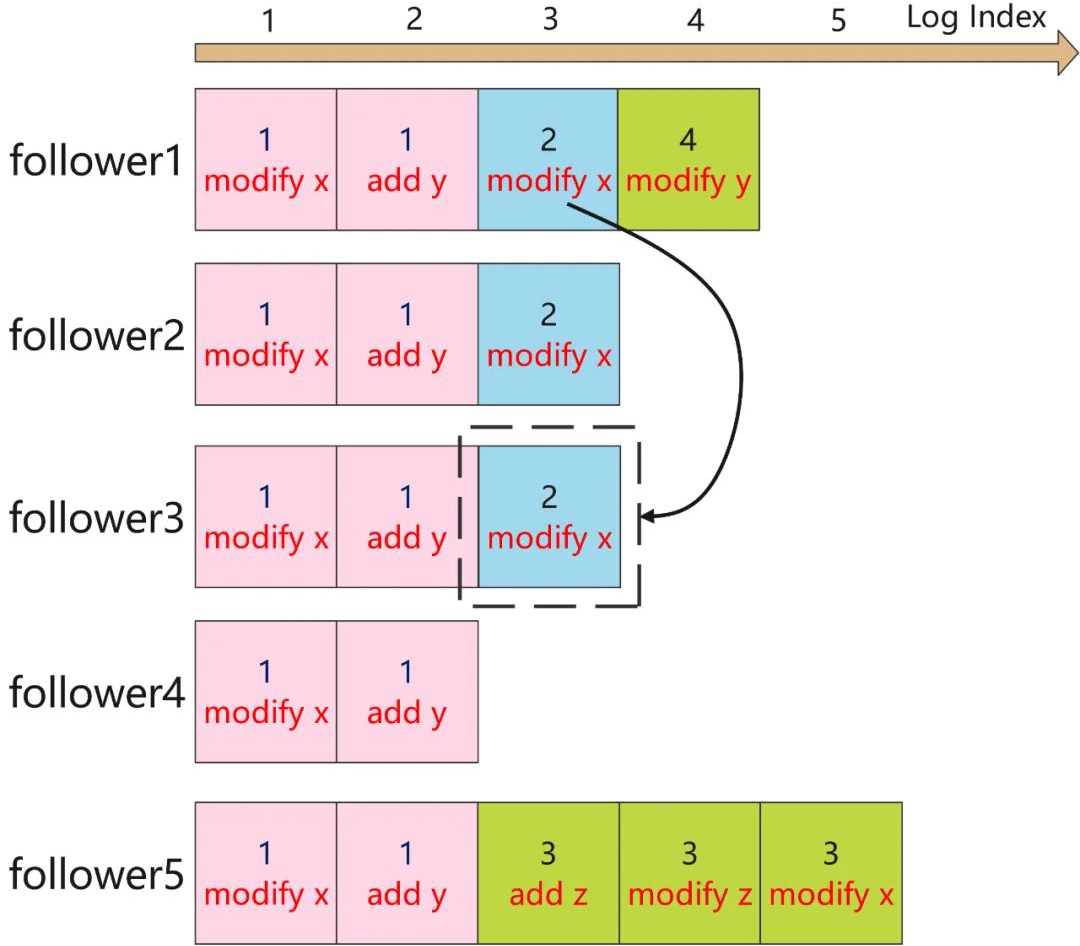 1 2 3 4 5 Log Index
follower1
1 1 2 4
modify x add y modify x modify y
follower2
1 1 2
modify x add y modify x
follower3
1 1 2
modify x add y modify x
follower4
1 1
modify x add y
follower5
1 1 3 3 3
modify x add y add z modify z modify x